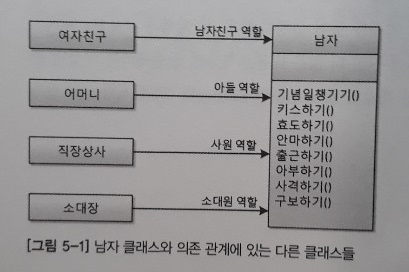 여자친구
남자친구 역할
남자
어머니
아들 역할
기념일챙기기()
키스하기()
효도하기()
안마하기()
직장상사
사원 역할
출근하기()
아부하기()
사격하기()
구보하기()
소대장
소대원 역할
[그림 5-1] 남자 클래스와 의존 관계에 있는 다른 클래스들